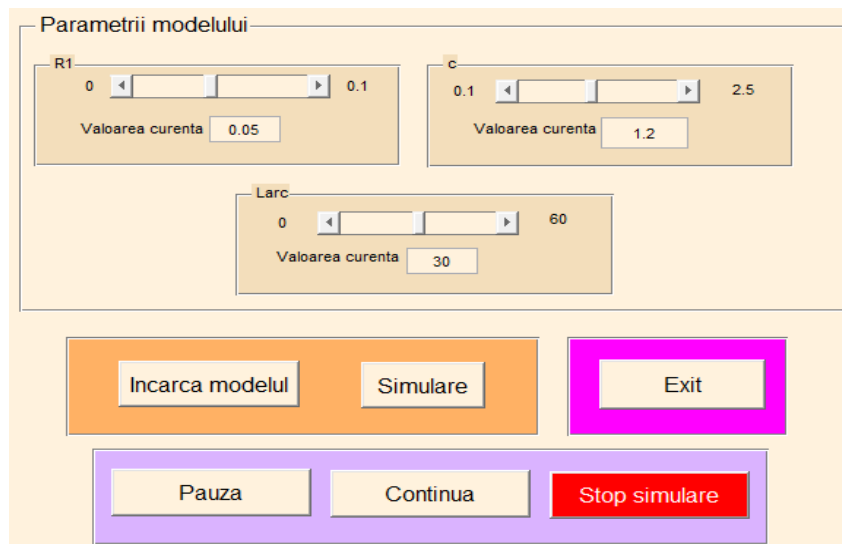 Parametrii modelului
R1
0 0.1
Valoarea curenta 0.05
c
0.1 2.5
Valoarea curenta 1.2
Larc
0 60
Valoarea curenta 30
Incarca modelul Simulare Exit
Pauza Continua Stop simulare